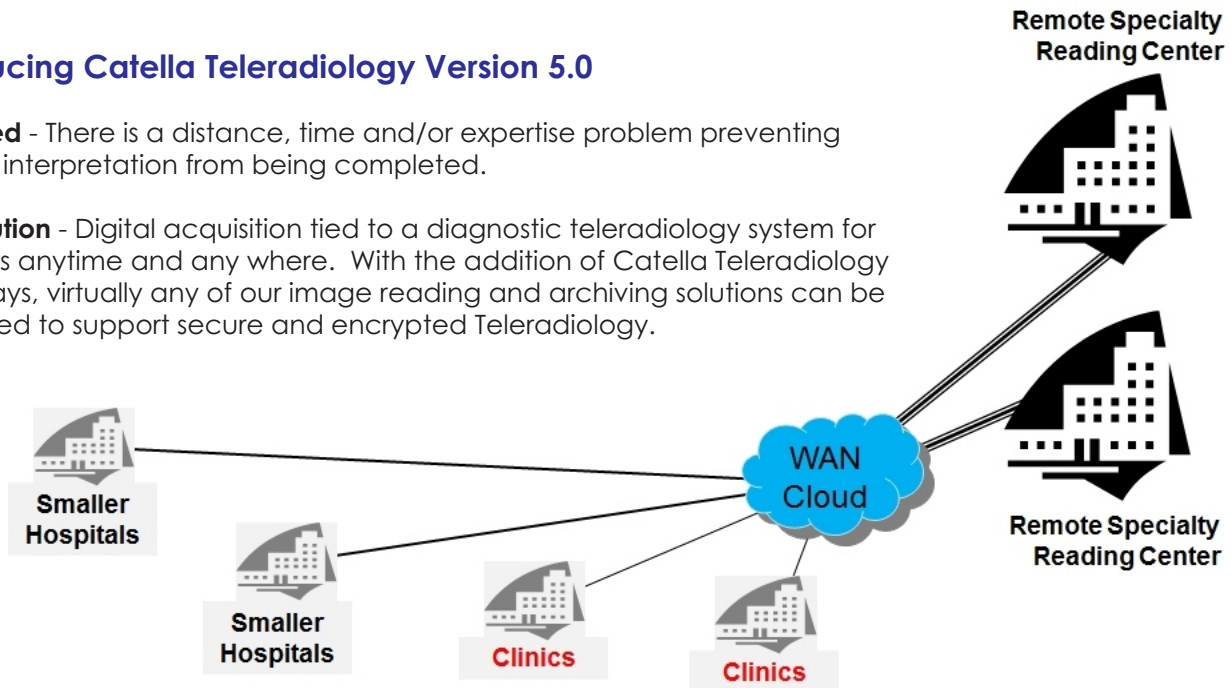 ucing Catella Teleradiology Version 5.0
ed - There is a distance, time and/or expertise problem preventing
interpretation from being completed.
ution - Digital acquisition tied to a diagnostic teleradiology system for
s anytime and any where. With the addition of Catella Teleradiology
ays, virtually any of our image reading and archiving solutions can be
ed to support secure and encrypted Teleradiology.
Remote Specialty
Reading Center
WAN
Cloud
Remote Specialty
Reading Center
Smaller
Hospitals
Smaller
Hospitals
Clinics
Clinics